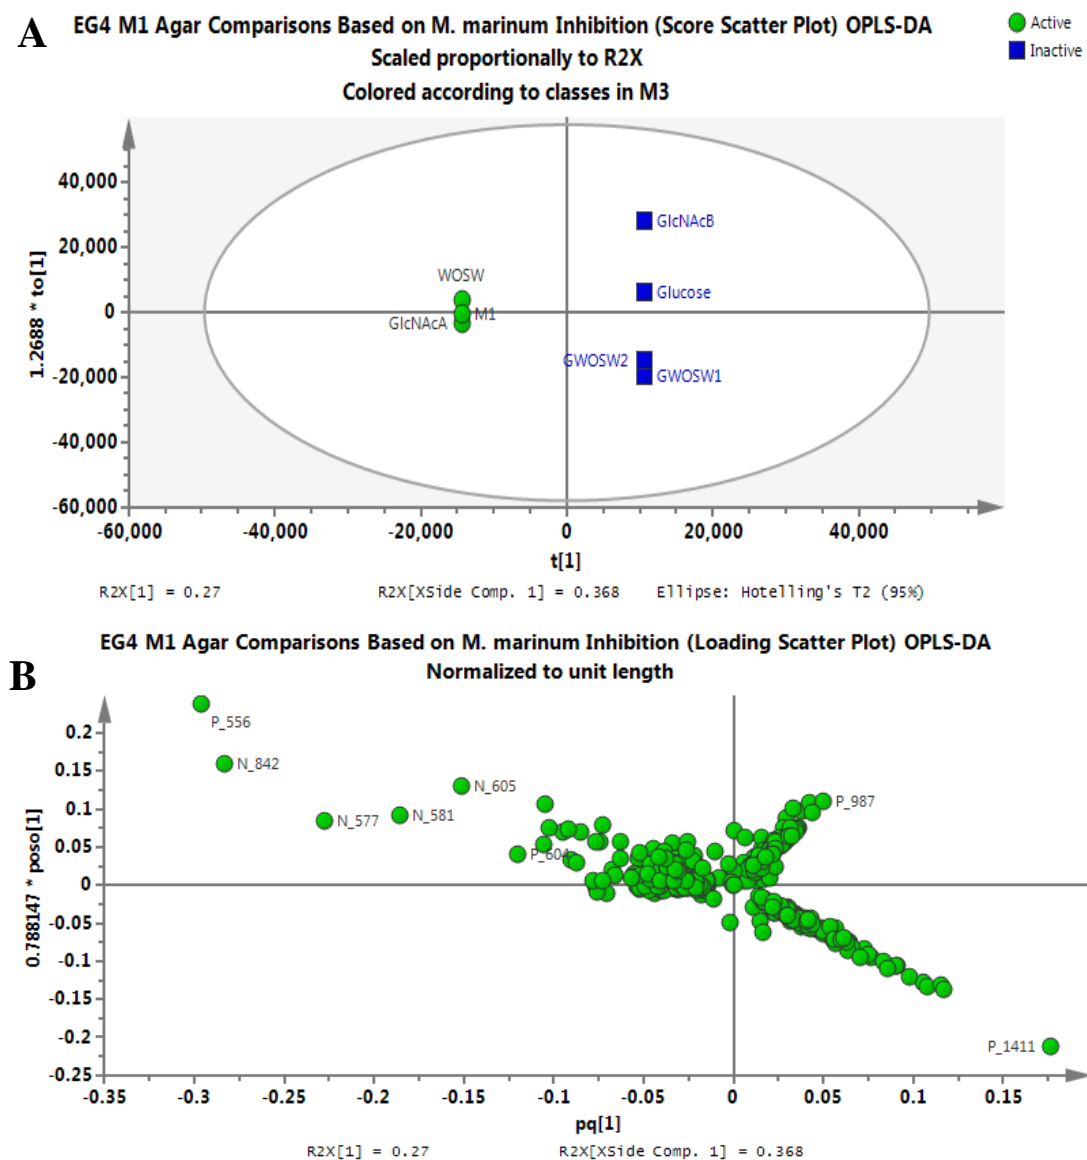 A
EG4 M1 Agar Comparisons Based on M. marinum Inhibition (Score Scatter Plot) OPLS-DA
Scaled proportionally to R2X
Colored according to classes in M3
Active
Inactive
40,000
20,000
0
-20,000
-40,000
-60,000
1.2688 * to[1]
GlcNAcB
WOSW
Glucose
M1
GlcNAcA
GWOSW2
GWOSW1
-60,000 -40,000 -20,000 0 20,000 40,000
t[1]
R2X[1] = 0.27 R2X[XSide Comp. 1] = 0.368 Ellipse: Hotelling's T2 (95%)
EG4 M1 Agar Comparisons Based on M. marinum Inhibition (Loading Scatter Plot) OPLS-DA
B
Normalized to unit length
0.2
0.15
0.1
0.05
0
-0.05
-0.1
-0.15
-0.2
-0.25
0.788147 * poso[1]
P_556
N_842
N_605
P_987
N_577
N_581
P_604
P_1411
-0.35 -0.3 -0.25 -0.2 -0.15 -0.1 -0.05 0 0.05 0.1 0.15
pq[1]
R2X[1] = 0.27 R2X[XSide Comp. 1] = 0.368